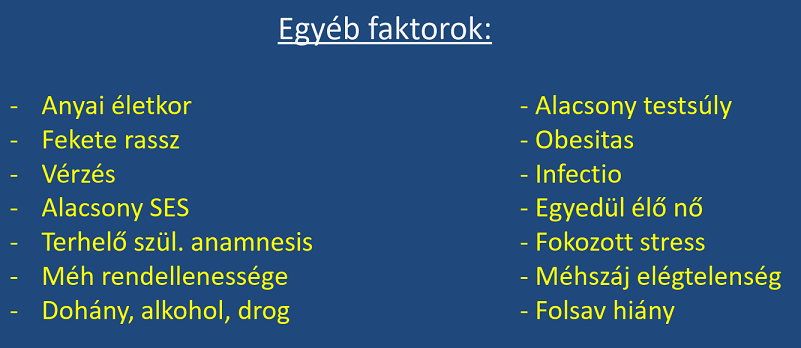 Egyéb faktorok:
- Anyai életkor
- Fekete rassz
- Vérzés
- Alacsony SES
- Terhelő szül. anamnesis
- Méh rendellenessége
- Dohány, alkohol, drog
- Alacsony testsúly
- Obesitas
- Infectio
- Egyedül élő nő
- Fokozott stress
- Méhszáj elégtelenség
- Folsav hiány